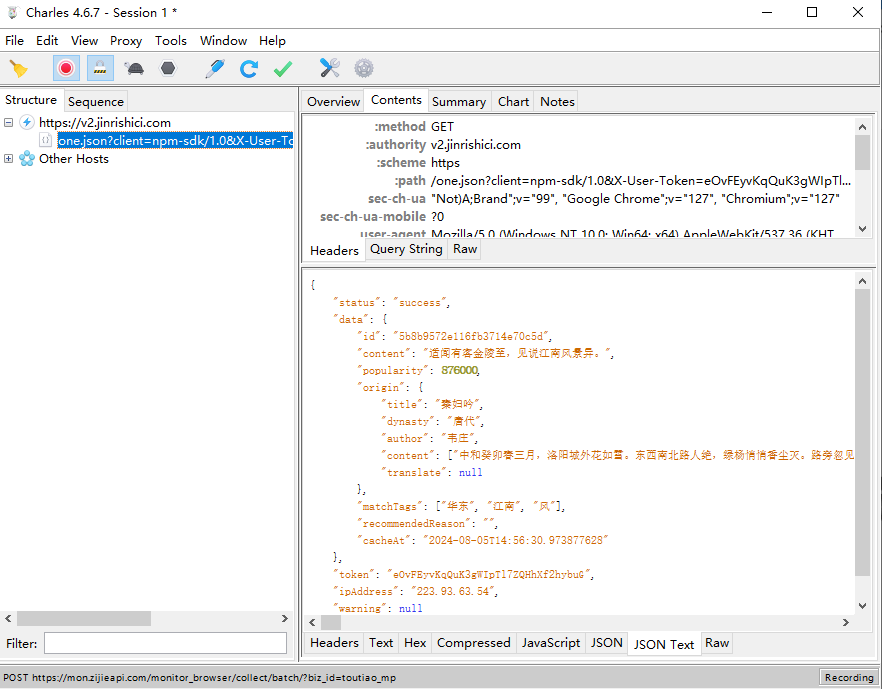 Charles 4.6.7 - Session 1 *
File Edit View Proxy Tools Window Help
Structure Sequence
https://v2.jinrishici.com
one.json?client=npm-sdk/1.0&X-User-To
Other Hosts
Filter:
Overview Contents Summary Chart Notes
:method GET
:authority v2.jinrishici.com
:scheme https
:path /one.json?client=npm-sdk/1.0&X-User-Token=eOvFEyvKqQuK3gWIpTl...
sec-ch-ua "Not)A;Brand";v="99", "Google Chrome";v="127", "Chromium";v="127"
sec-ch-ua-mobile ?0
user-agent Mozilla/5.0 (Windows NT 10.0; Win64; x64) AppleWebKit/537.36 (KHT
Headers Query String Raw
{
"status": "success",
"data": {
"id": "5b8b9572e116fb3714e70c5d",
"content": "适闻有客金陵至，见说江南风景异。",
"popularity": 876000,
"origin": {
"title": "秦妇吟",
"dynasty": "唐代",
"author": "韦庄",
"content": ["中和癸卯春三月，洛阳城外花如雪。东西南北路人绝，绿杨悄悄香尘灭。路旁忽见
"translate": null
},
"matchTags": ["华东", "江南", "风"],
"recommendedReason": "",
"cacheAt": "2024-08-05T14:56:30.973877628"
},
"token": "eOvFEyvKqQuK3gWIpTl7ZQHhXf2hybuG",
"ipAddress": "223.93.63.54",
"warning": null
Headers Text Hex Compressed JavaScript JSON JSON Text Raw
POST https://mon.zijieapi.com/monitor_browser/collect/batch/?biz_id=toutiao_mp
Recording